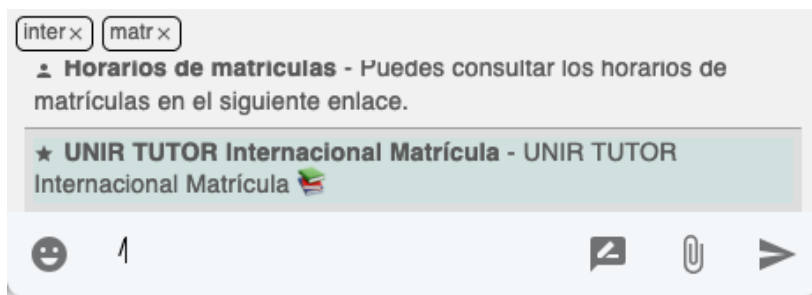 inter× matr×
Horarios de matriculas - Puedes consultar los horarios de
matrículas en el siguiente enlace.
★ UNIR TUTOR Internacional Matrícula - UNIR TUTOR
Internacional Matrícula 📚